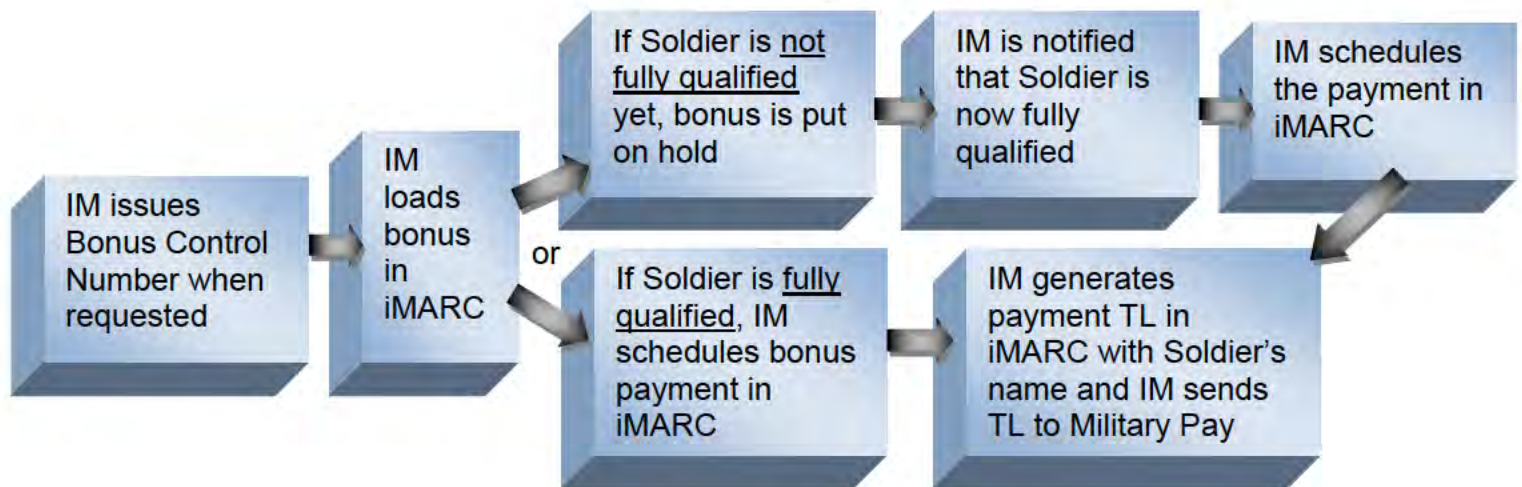 IM issues
Bonus Control
Number when
requested
IM
loads
bonus
in
iMARC
or
If Soldier is not
fully qualified
yet, bonus is put
on hold
IM is notified
that Soldier is
now fully
qualified
IM schedules
the payment in
iMARC
If Soldier is fully
qualified, IM
schedules bonus
payment in
iMARC
IM generates
payment TL in
iMARC with Soldier’s
name and IM sends
TL to Military Pay